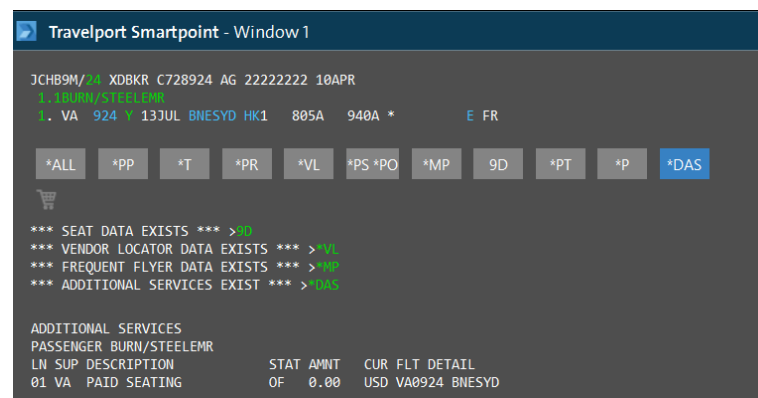 Travelport Smartpoint - Window 1
JCHB9M/24 XDBKR C728924 AG 22222222 10APR
1.1BURN/STEELEMR
1. VA 924 Y 13JUL BNESYD HK1 805A 940A * E FR
*ALL *PP *T *PR *VL *PS *PO *MP 9D *PT *P *DAS
*** SEAT DATA EXISTS *** >9D
*** VENDOR LOCATOR DATA EXISTS *** >*VL
*** FREQUENT FLYER DATA EXISTS *** >*MP
*** ADDITIONAL SERVICES EXIST *** >*DAS
ADDITIONAL SERVICES
PASSENGER BURN/STEELEMR
LN SUP DESCRIPTION STAT AMNT CUR FLT DETAIL
01 VA PAID SEATING OF 0.00 USD VA0924 BNESYD